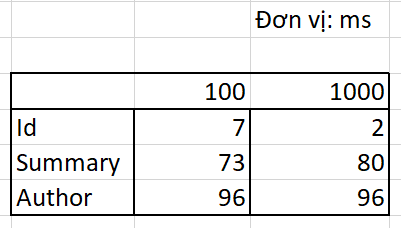 Đơn vị: ms
100 1000
Id 7 2
Summary 73 80
Author 96 96